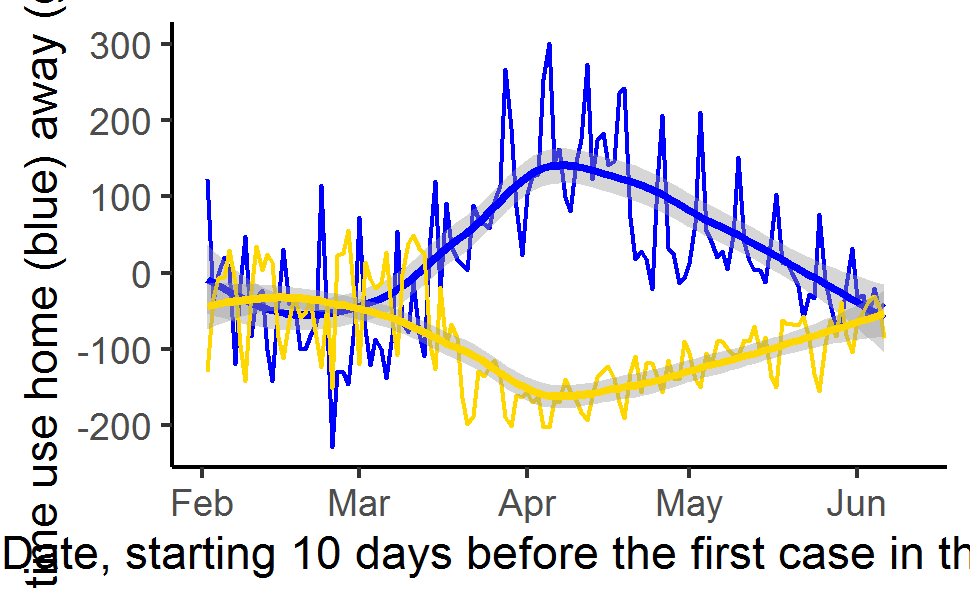 time use home (blue) away (
300
200
100
0
-100
-200
Feb Mar Apr May Jun
Date, starting 10 days before the first case in th